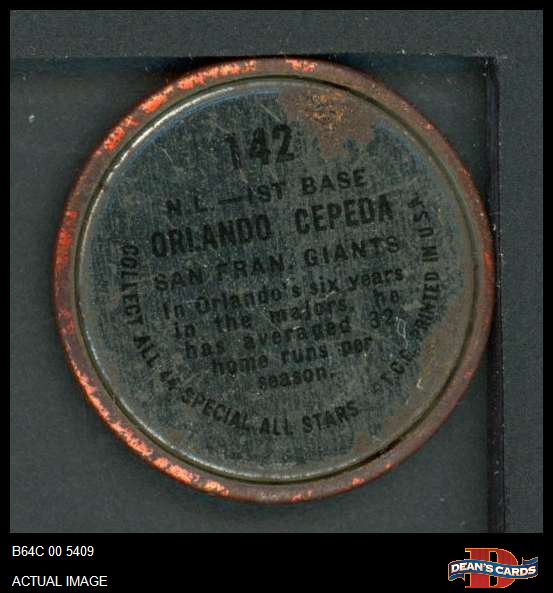 142
N.L.—1ST BASE
ORLANDO CEPEDA
SAN FRAN. GIANTS
In Orlando's six years
in the majors, he
has averaged 32
home runs per
season.
COLLECT ALL 44 SPECIAL ALL STARS — T.C.G. PRINTED IN U.S.A.
B64C 00 5409
ACTUAL IMAGE
DEAN'S CARDS